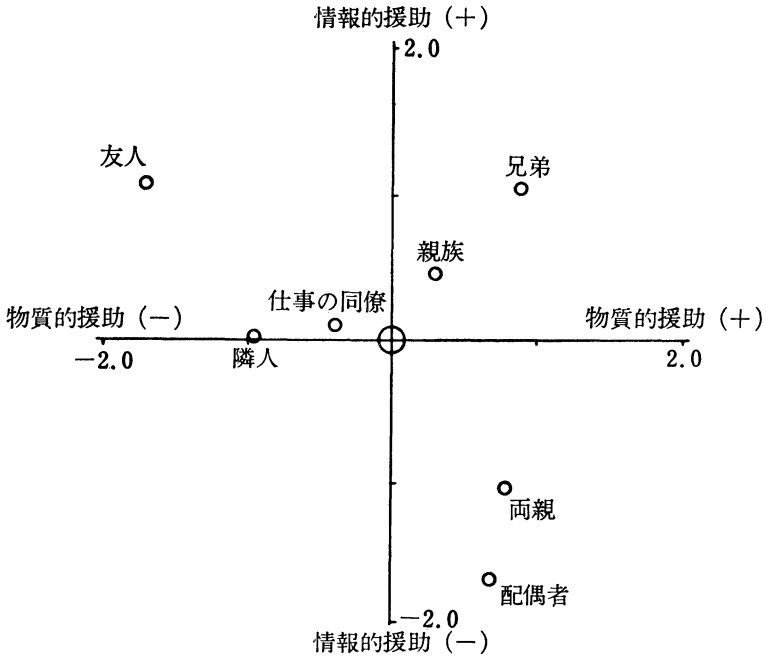 情報的援助（＋）
2.0
友人
兄弟
親族
仕事の同僚
物質的援助（－）
物質的援助（＋）
－2.0
隣人
2.0
両親
配偶者
－2.0
情報的援助（－）